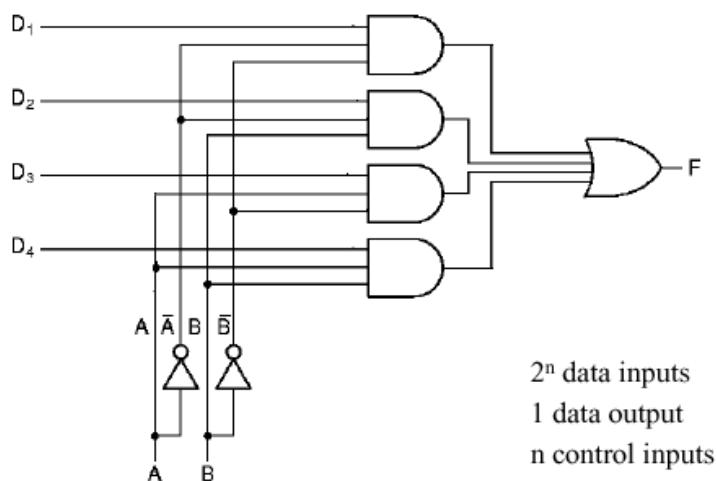 D₁
D₂
D₃
F
D₄
A A̅ B B̅
2ⁿ data inputs
1 data output
n control inputs
A B